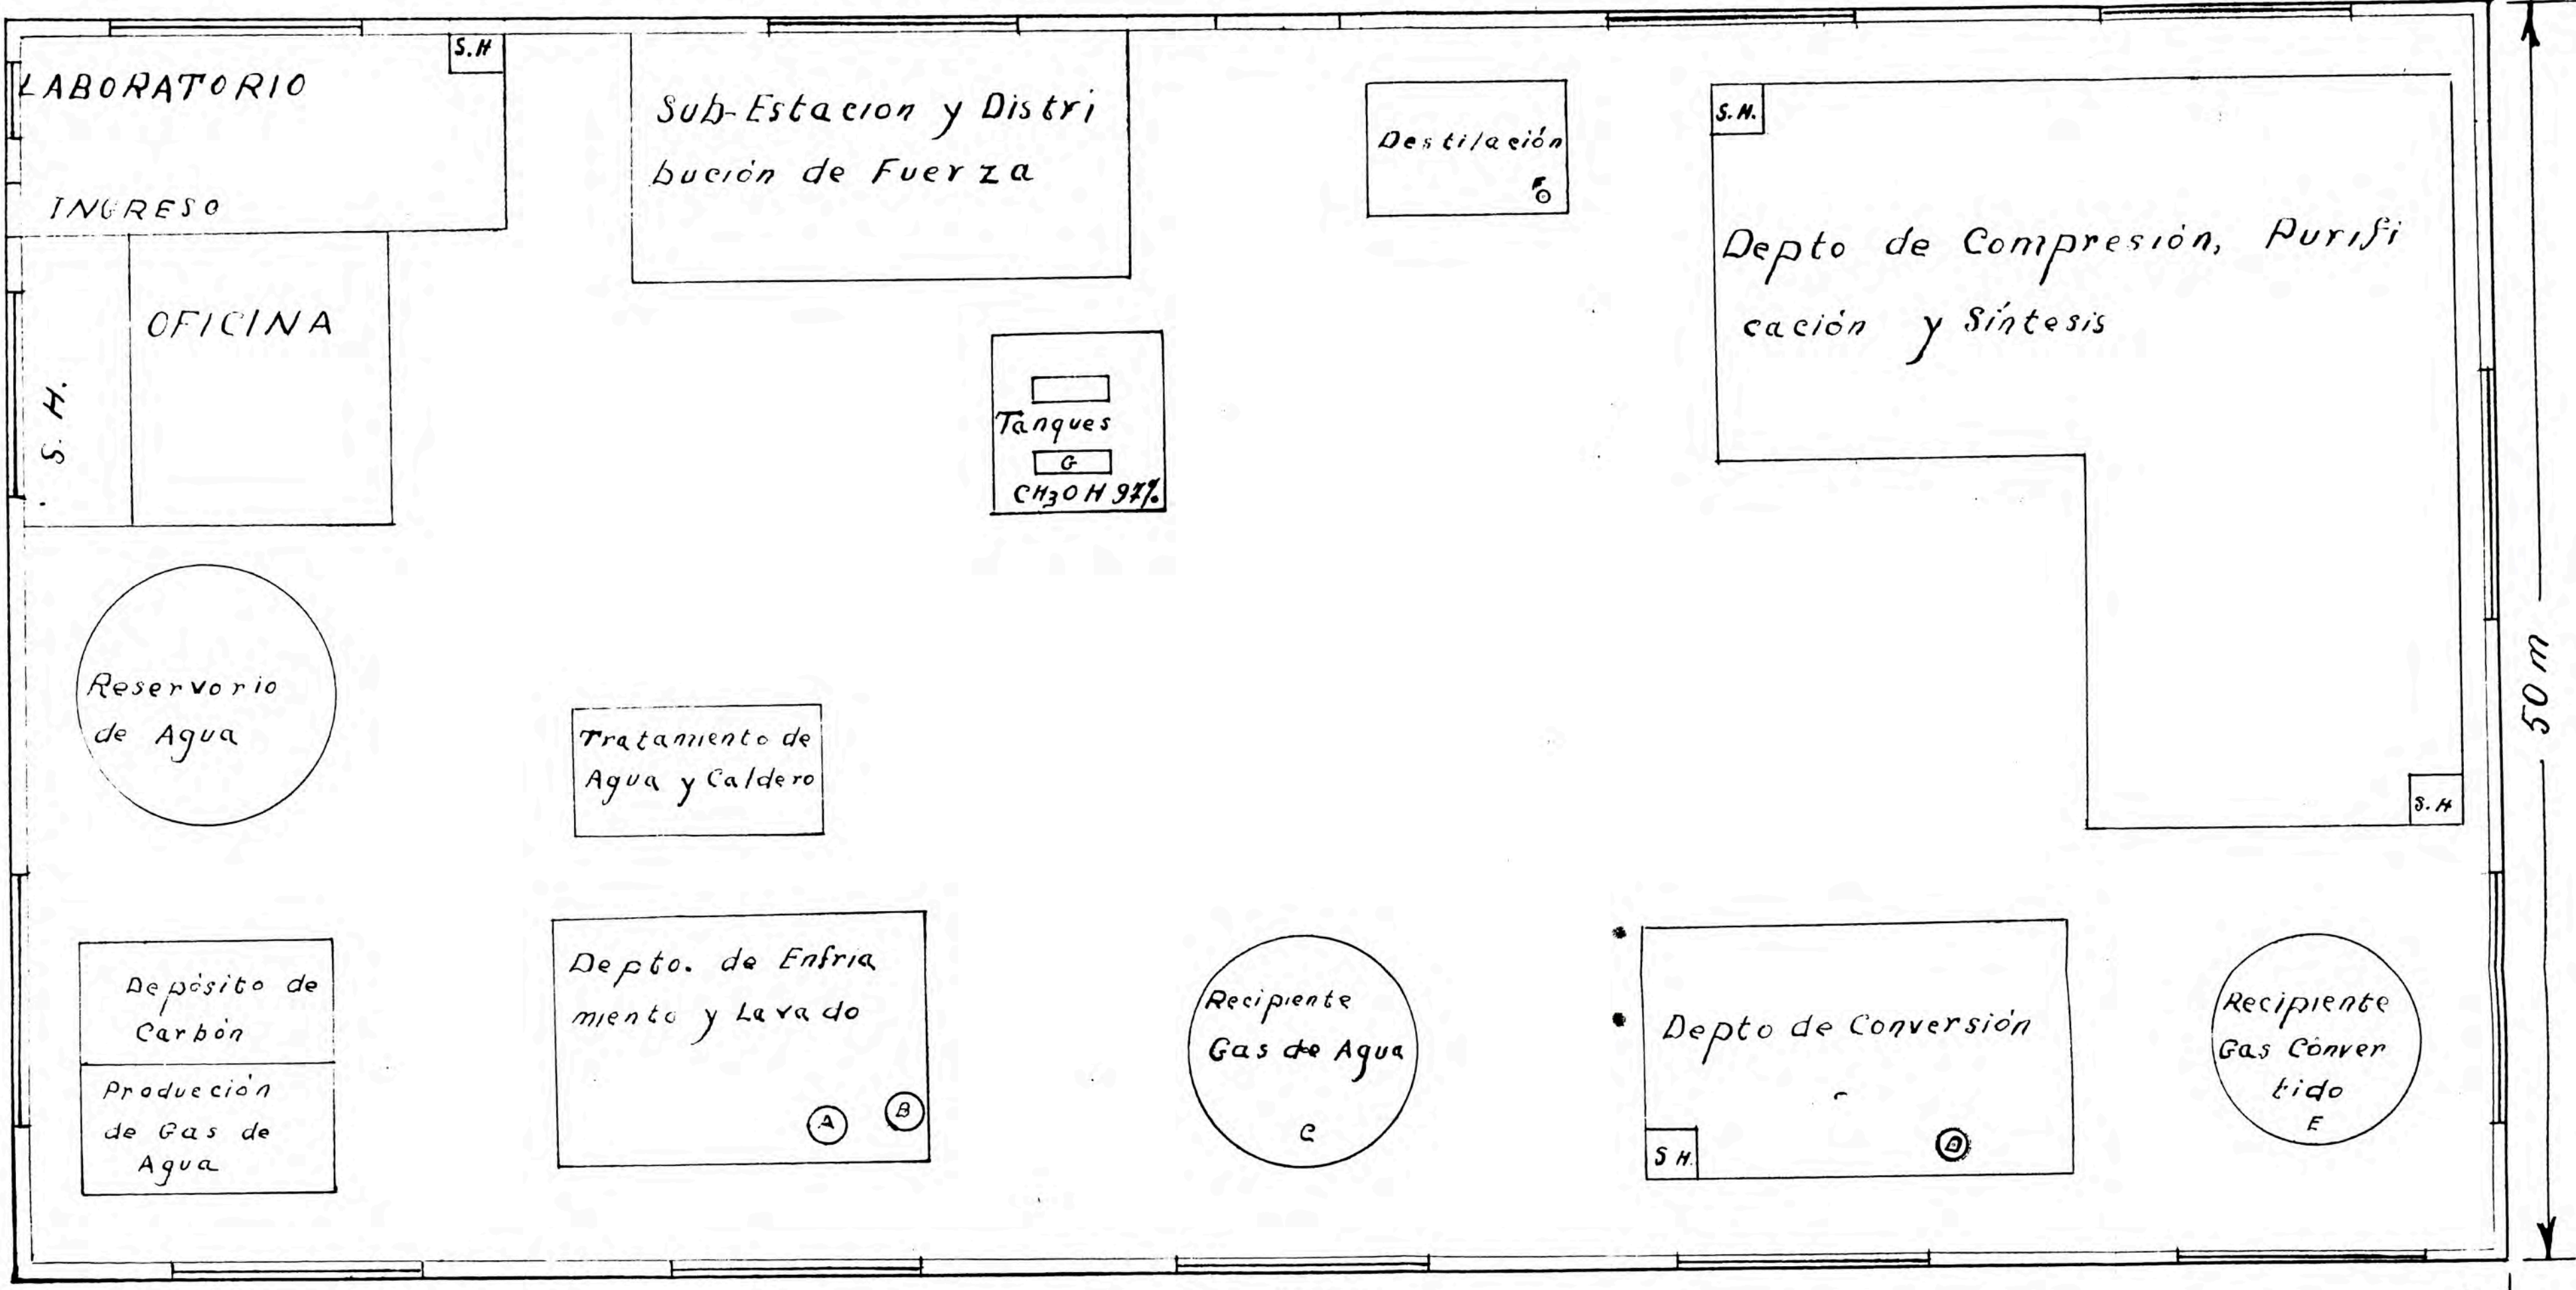 S.H
LABORATORIO
INGRESO
OFICINA
S. H.
Sub-Estacion y Distri
bución de Fuerza
Destilación
F
S.H.
Depto de Compresión, Purifi
cación y Síntesis
S.H
Tanques
G
CH3OH 97%
Reservorio
de Agua
Tratamiento de
Agua y Caldero
50 m
Depósito de
Carbón
Producción
de Gas de
Agua
Depto. de Enfria
miento y Lavado
A
B
Recipiente
Gas de Agua
C
Depto de Conversión
S H.
D
Recipiente
Gas Conver
tido
E